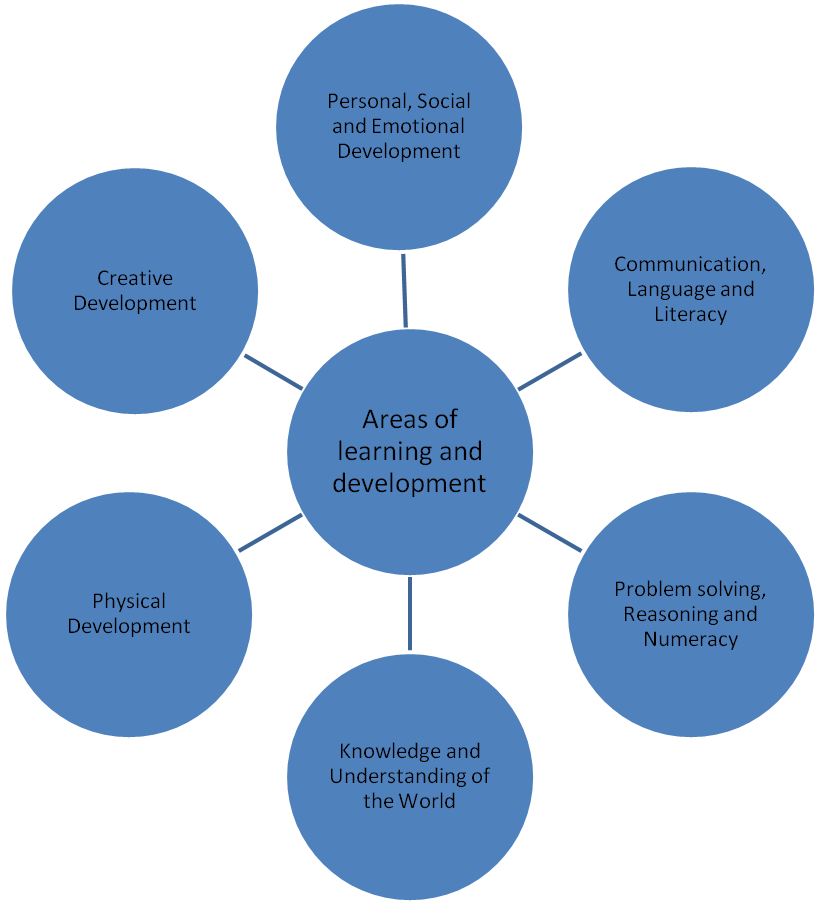 Personal, Social
and Emotional
Development
Creative
Development
Communication,
Language and
Literacy
Areas of
learning and
development
Physical
Development
Problem solving,
Reasoning and
Numeracy
Knowledge and
Understanding of
the World